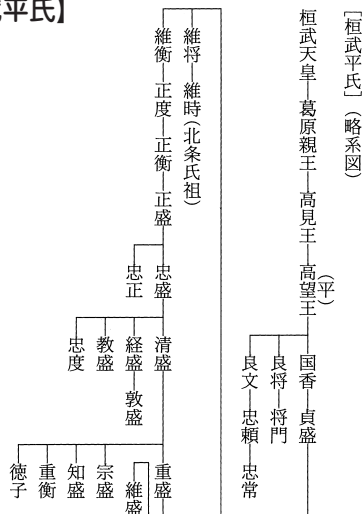 平氏】
［桓武平氏］（略系図）
桓武天皇―葛原親王―高見王―高望王
（平）
国香―貞盛
良将―将門
良文―忠頼―忠常
維将―維時（北条氏祖）
維衡―正度―正衡―正盛
忠盛
忠正
清盛
経盛―敦盛
教盛
忠度
重盛
維盛
宗盛
知盛
重衡
徳子